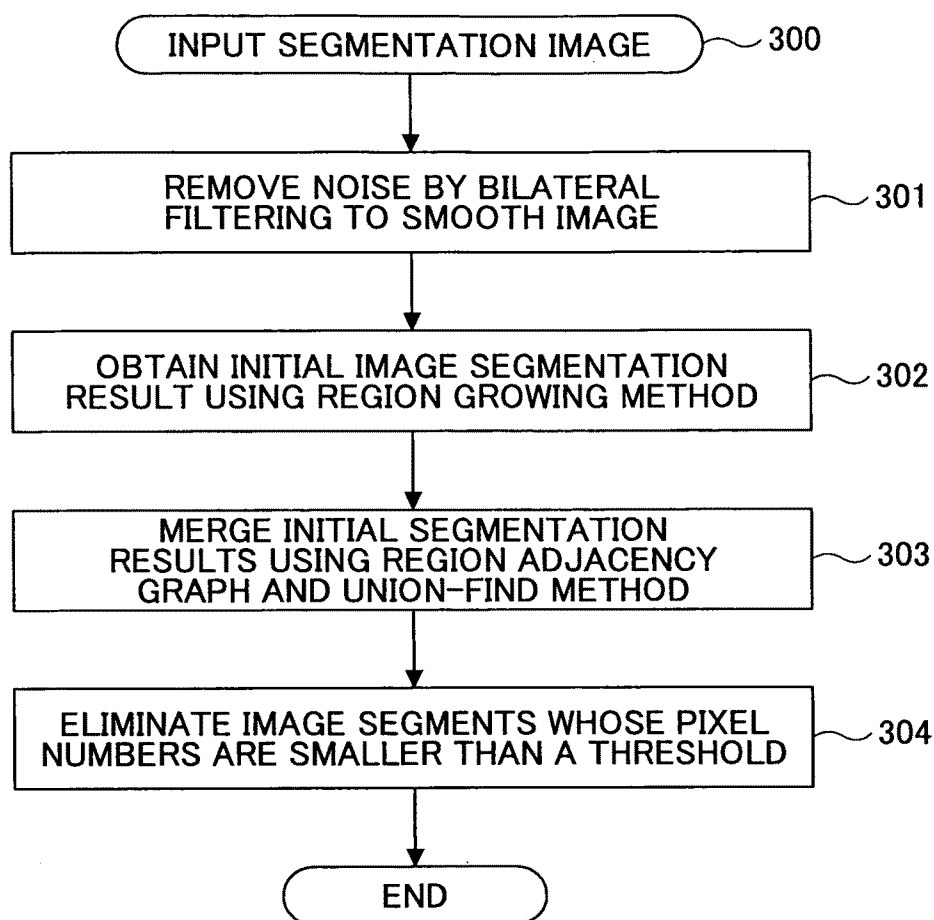 INPUT SEGMENTATION IMAGE
300
REMOVE NOISE BY BILATERAL
FILTERING TO SMOOTH IMAGE
301
OBTAIN INITIAL IMAGE SEGMENTATION
RESULT USING REGION GROWING METHOD
302
MERGE INITIAL SEGMENTATION
RESULTS USING REGION ADJACENCY
GRAPH AND UNION-FIND METHOD
303
ELIMINATE IMAGE SEGMENTS WHOSE PIXEL
NUMBERS ARE SMALLER THAN A THRESHOLD
304
END